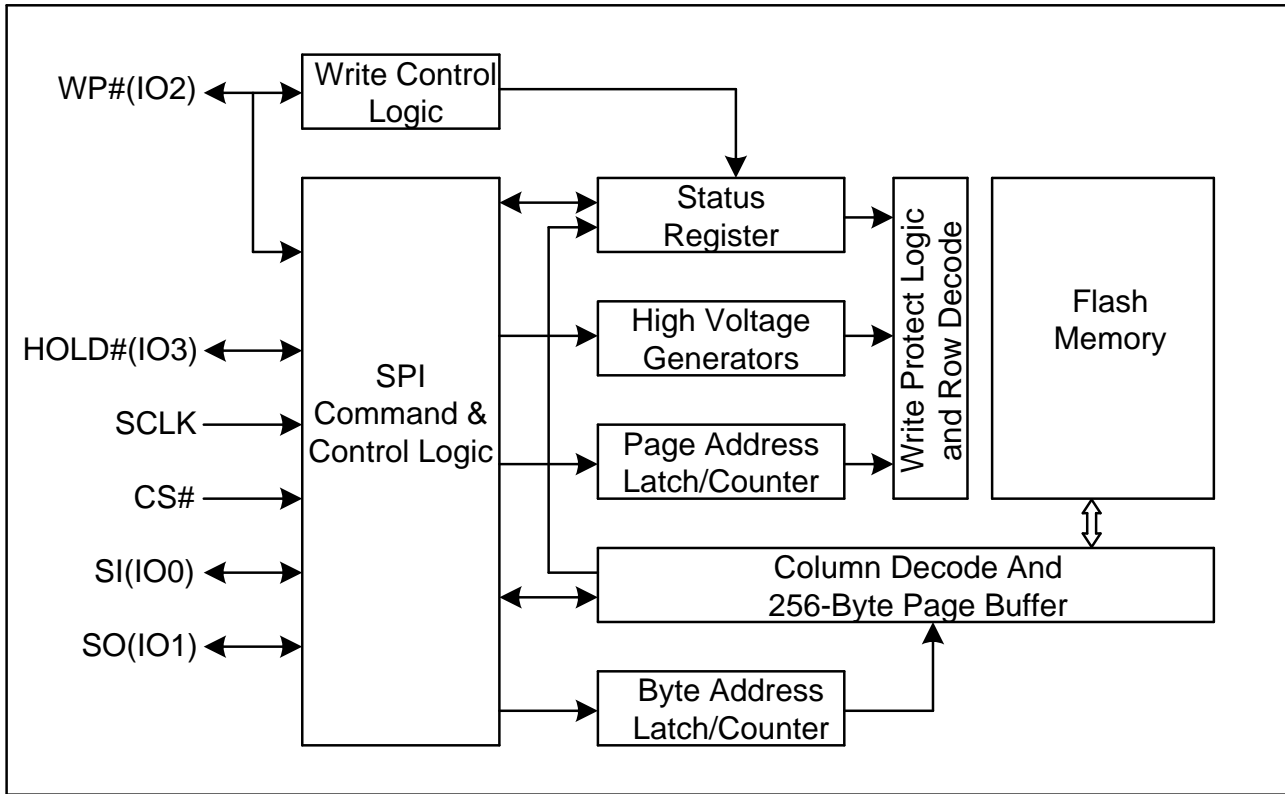 WP#(IO2)
Write Control
Logic
HOLD#(IO3)
SCLK
CS#
SI(IO0)
SO(IO1)
SPI
Command &
Control Logic
Status
Register
High Voltage
Generators
Page Address
Latch/Counter
Write Protect Logic
and Row Decode
Flash
Memory
Column Decode And
256-Byte Page Buffer
Byte Address
Latch/Counter